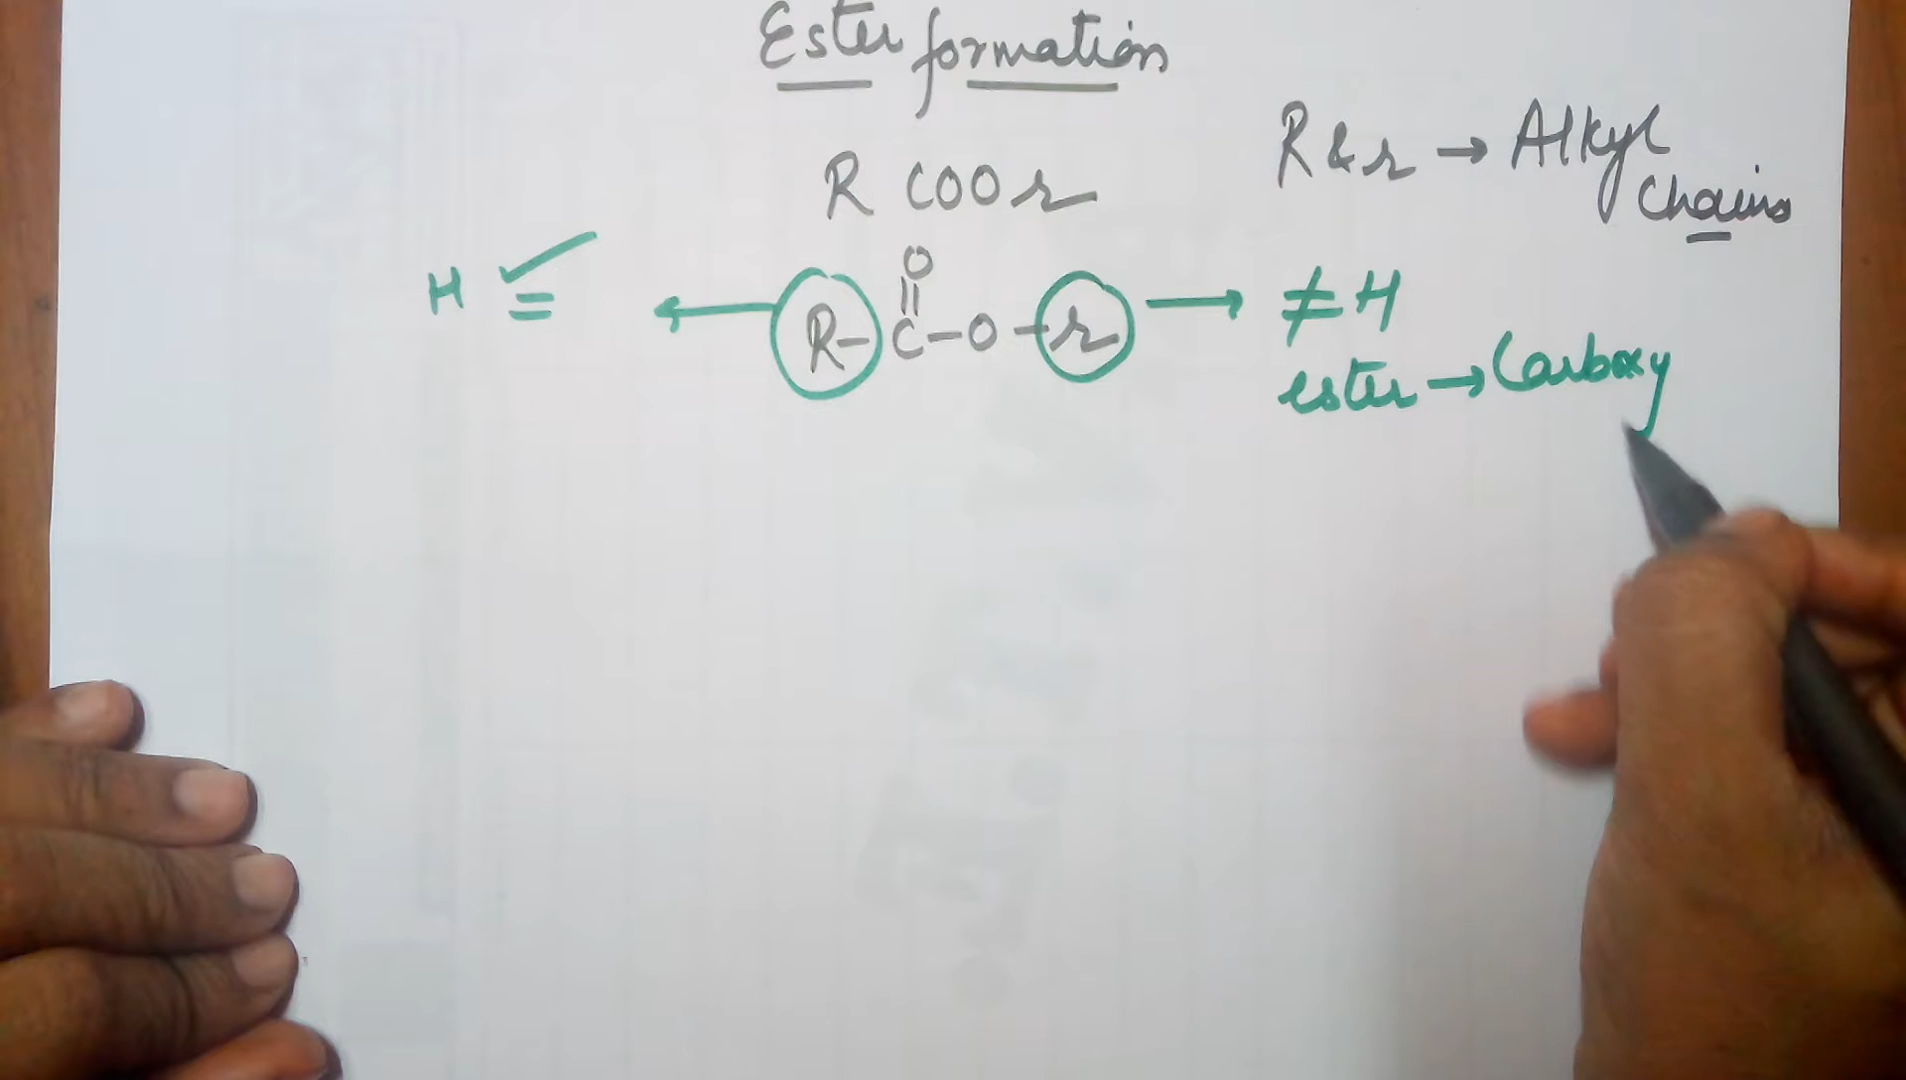 Ester formation
R COO r
R & r → Alkyl
Chains
O
||
R- C - O - r
H =
≠ H
ester → Carboxy